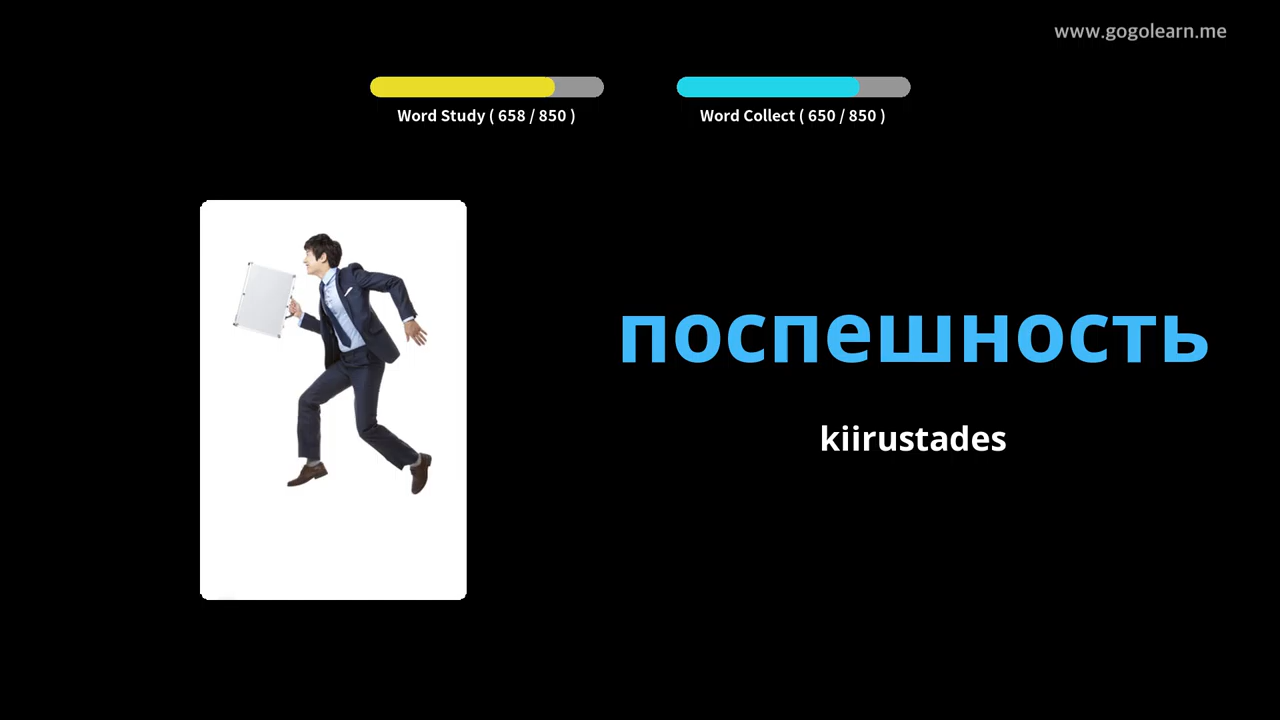 www.gogolearn.me
Word Study ( 658 / 850 )
Word Collect ( 650 / 850 )
поспешность
kiirustades